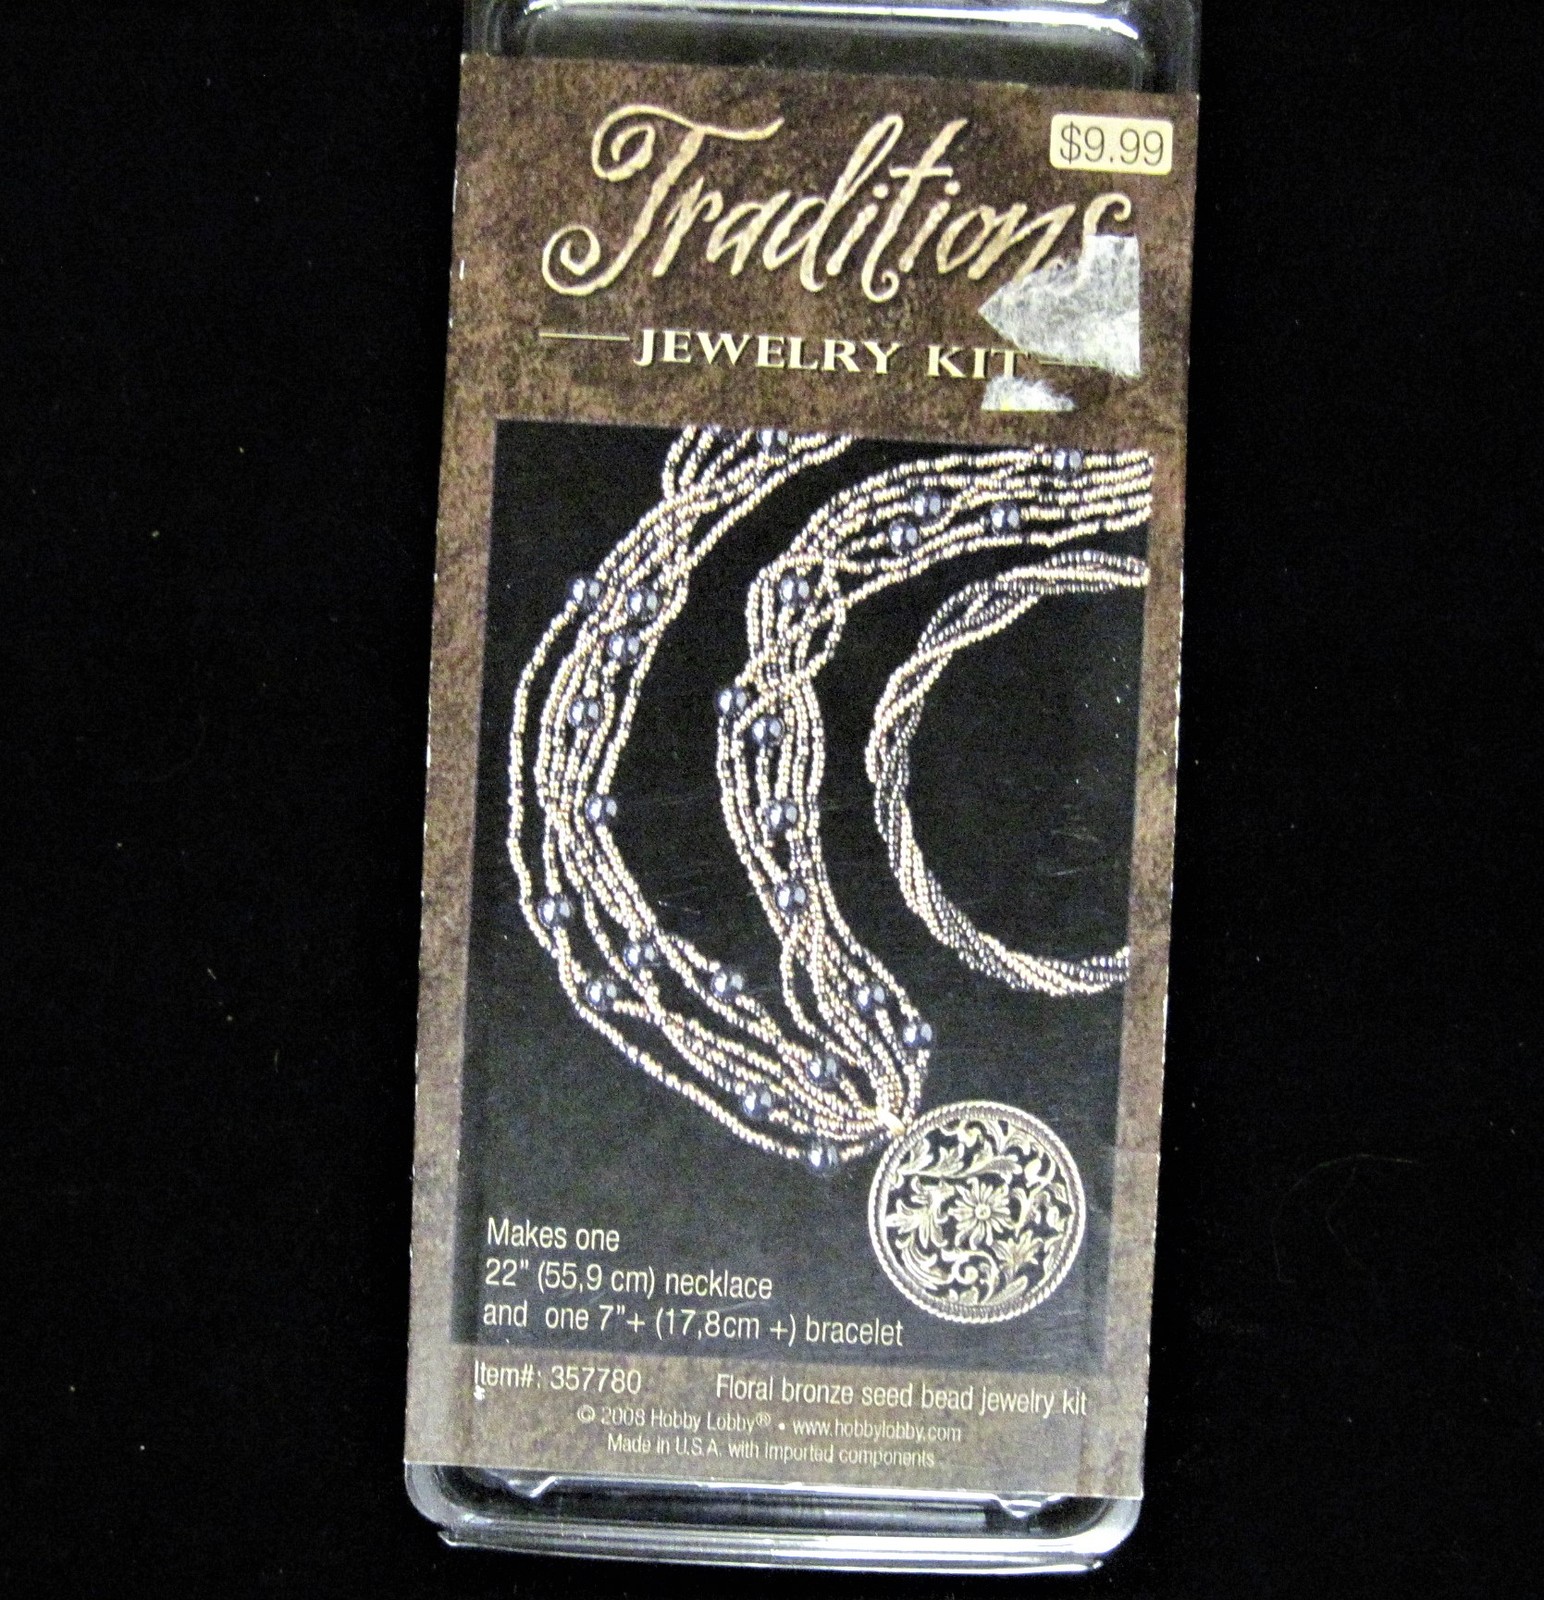 $9.99
Traditions
JEWELRY KIT
Makes one
22" (55,9 cm) necklace
and one 7"+ (17,8cm +) bracelet
Item#: 357780
Floral bronze seed bead jewelry kit
© 2008 Hobby Lobby® • www.hobbylobby.com
Made in U.S.A. with imported components